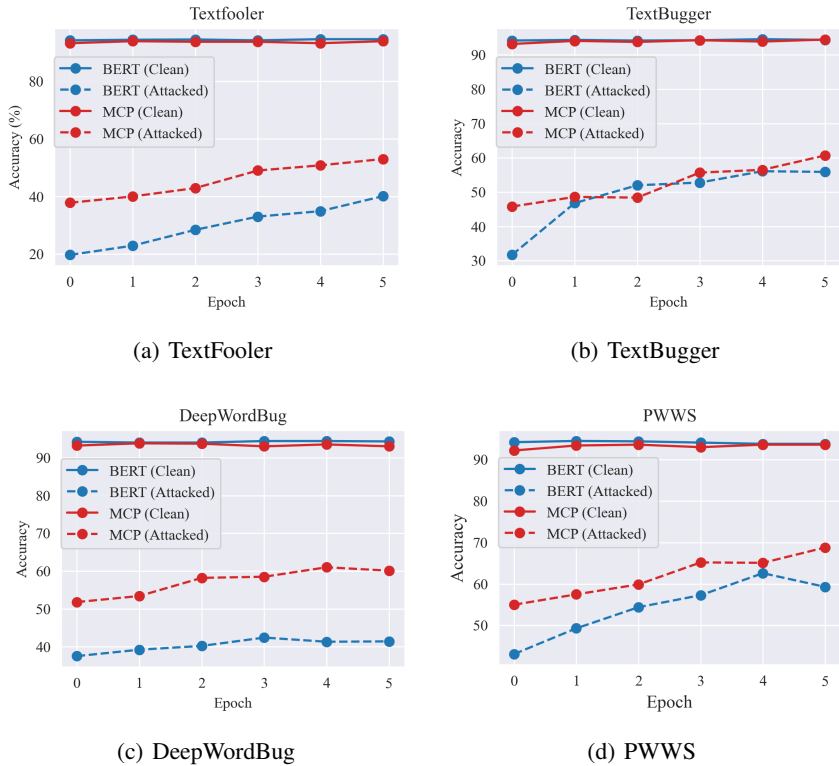 Textfooler
80
60
40
20
Accuracy (%)
BERT (Clean)
BERT (Attacked)
MCP (Clean)
MCP (Attacked)
0 1 2 3 4 5
Epoch
(a) TextFooler
TextBugger
90
80
70
60
50
40
30
Accuracy
BERT (Clean)
BERT (Attacked)
MCP (Clean)
MCP (Attacked)
0 1 2 3 4 5
Epoch
(b) TextBugger
DeepWordBug
90
80
70
60
50
40
Accuracy
BERT (Clean)
BERT (Attacked)
MCP (Clean)
MCP (Attacked)
0 1 2 3 4 5
Epoch
(c) DeepWordBug
PWWS
90
80
70
60
50
Accuracy
BERT (Clean)
BERT (Attacked)
MCP (Clean)
MCP (Attacked)
0 1 2 3 4 5
Epoch
(d) PWWS